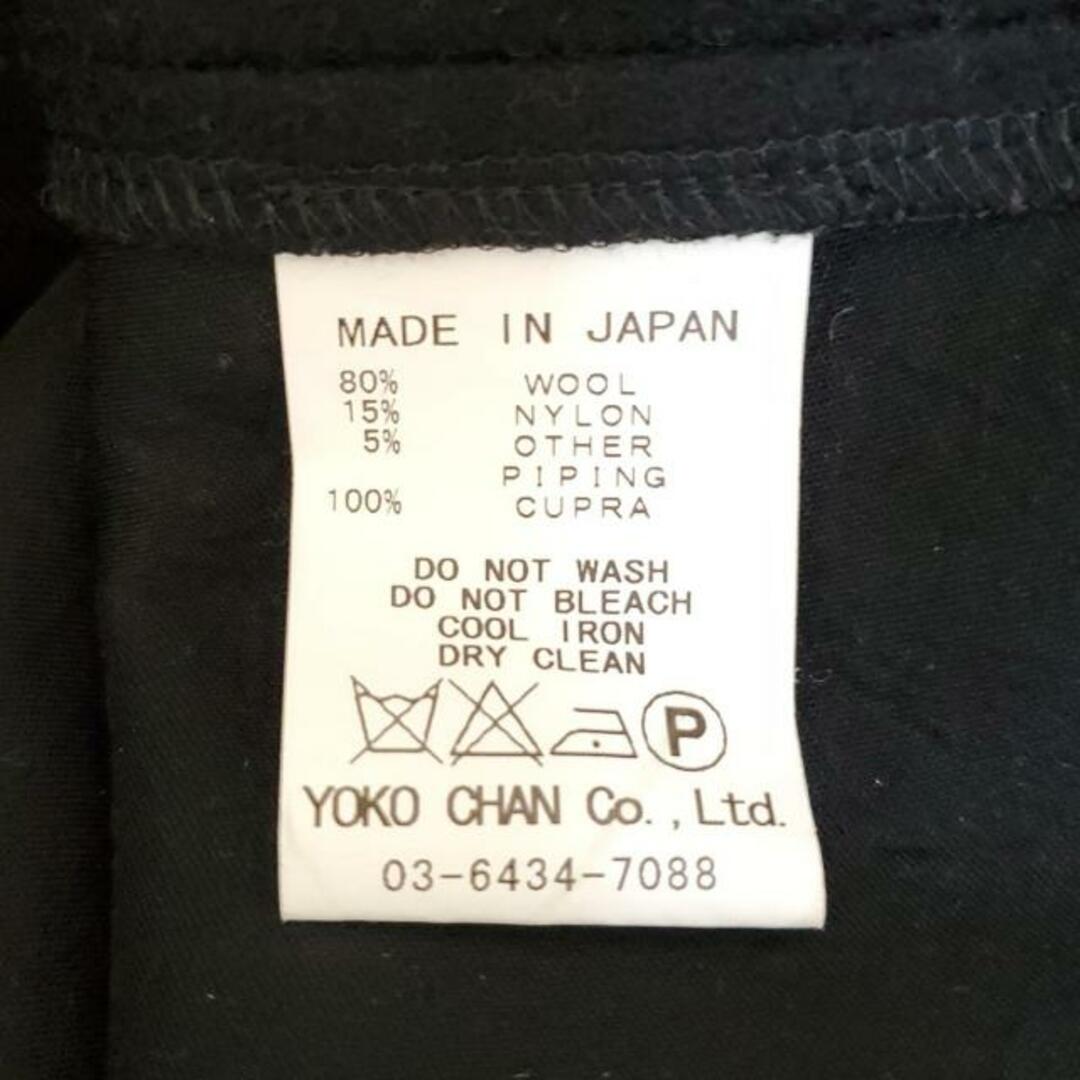 MADE IN JAPAN
80% WOOL
15% NYLON
5% OTHER
PIPING
100% CUPRA
DO NOT WASH
DO NOT BLEACH
COOL IRON
DRY CLEAN
P
YOKO CHAN Co.,Ltd.
03-6434-7088